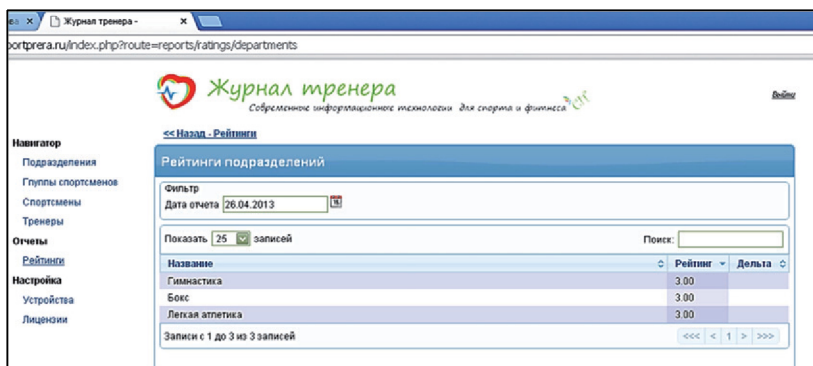 ва
Журнал тренера -
portprera.ru/index.php?route=reports/ratings/departments
Журнал тренера
Современные информационные технологии для спорта и фитнеса
Войти
<< Назад - Рейтинги
Навигатор
Подразделения
Группы спортсменов
Спортсмены
Тренеры
Отчеты
Рейтинги
Настройка
Устройства
Лицензии
Рейтинги подразделений
Фильтр
Дата отчета 26.04.2013
Показать 25 записей Поиск:
Название Рейтинг Дельта
Гимнастика 3.00
Бокс 3.00
Легкая атлетика 3.00
Записи с 1 до 3 из 3 записей <<< < 1 > >>>